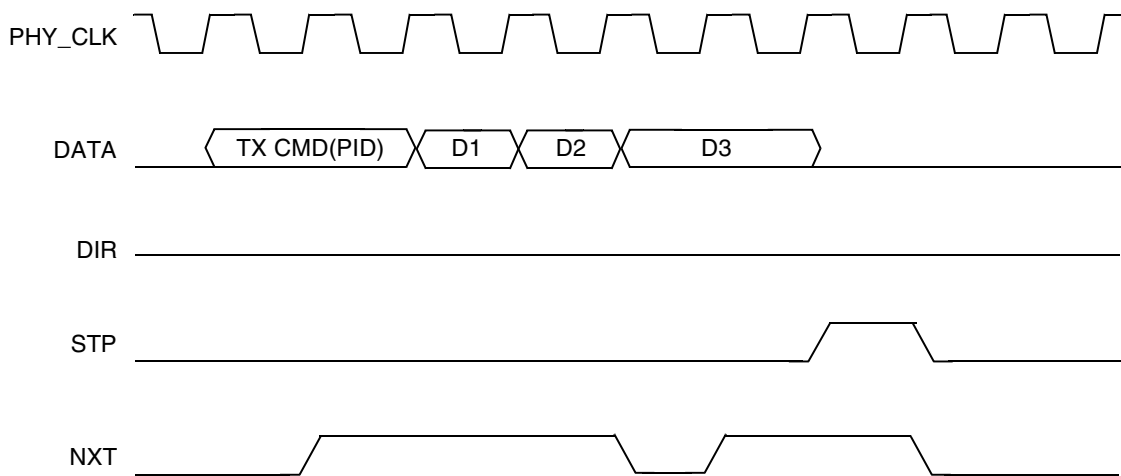 PHY_CLK
DATA
TX CMD(PID) D1 D2 D3
DIR
STP
NXT